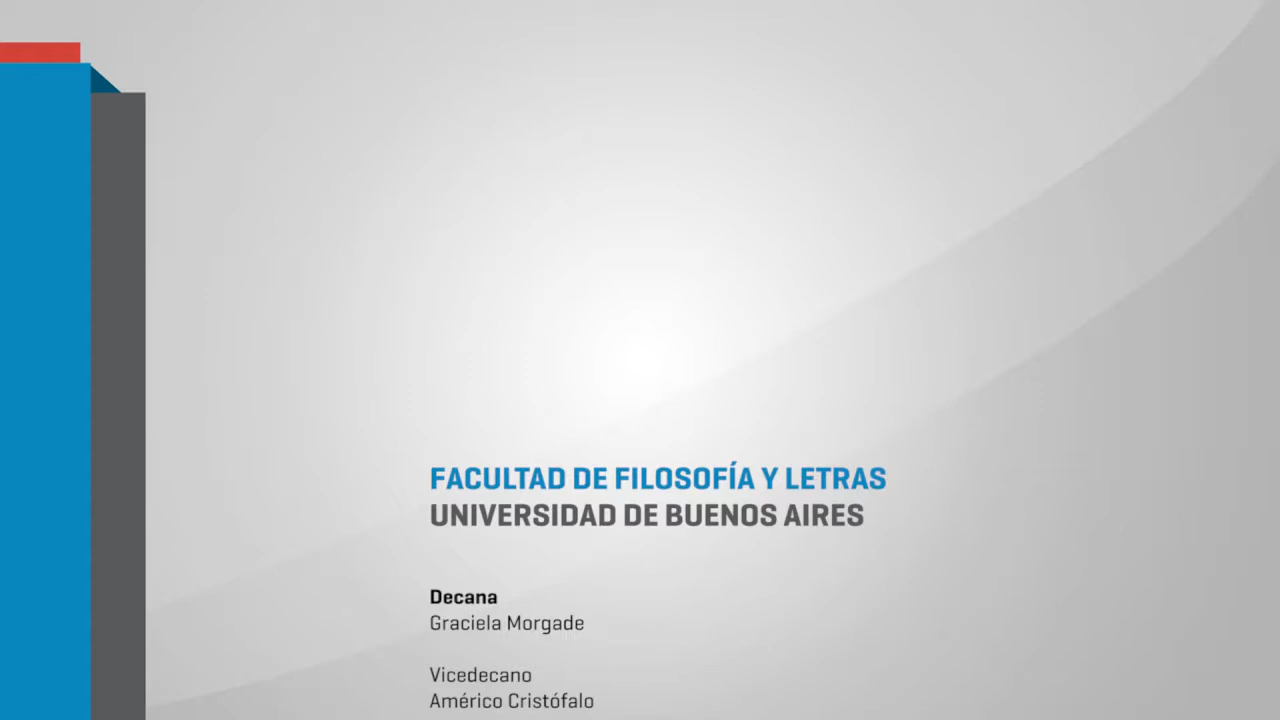 FACULTAD DE FILOSOFÍA Y LETRAS
UNIVERSIDAD DE BUENOS AIRES
Decana
Graciela Morgade
Vicedecano
Américo Cristófalo